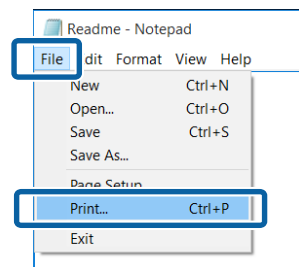 Readme - Notepad
File dit Format View Help
New Ctrl+N
Open... Ctrl+O
Save Ctrl+S
Save As...
Page Setup
Print... Ctrl+P
Exit